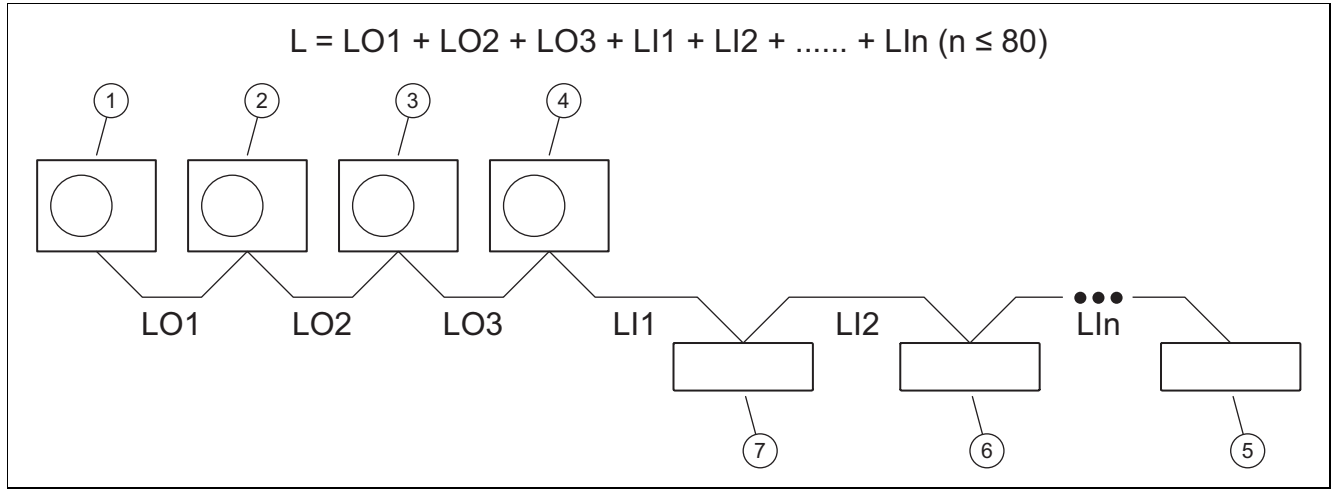 L = LO1 + LO2 + LO3 + LI1 + LI2 + ...... + LIn (n ≤ 80)
1 2 3 4
LO1 LO2 LO3 LI1 LI2 LIn
7 6 5